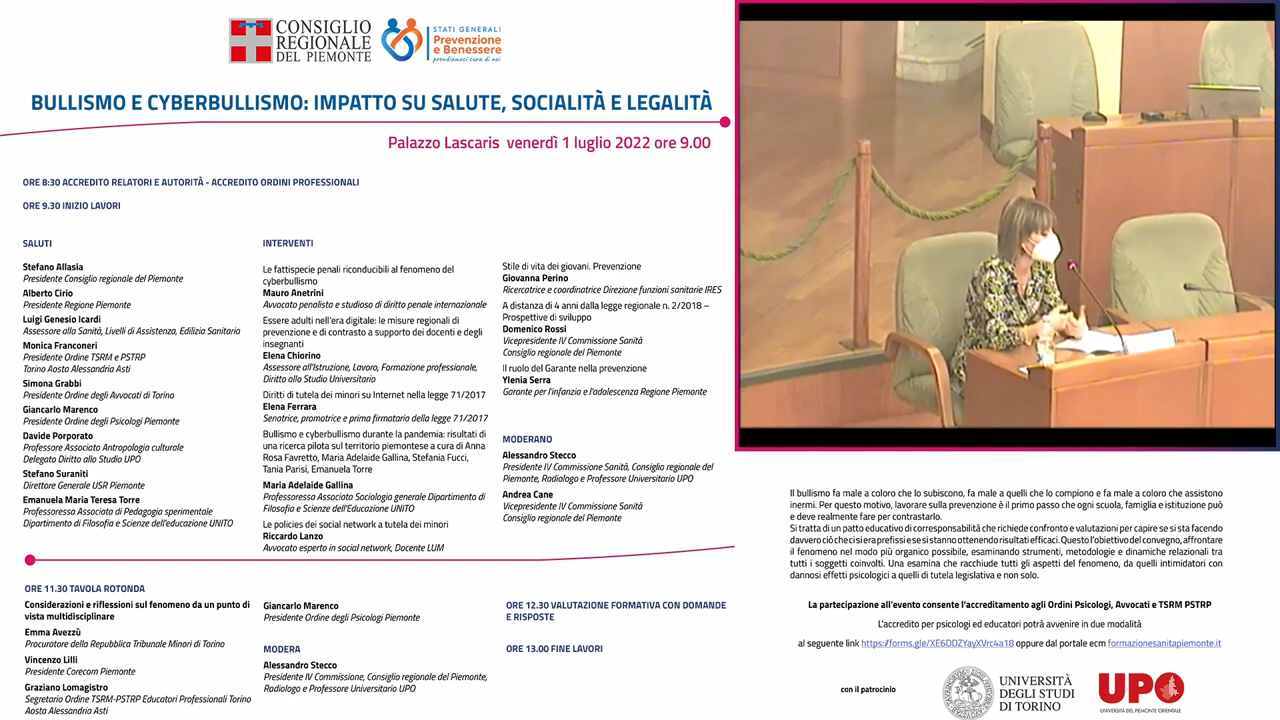 CONSIGLIO
REGIONALE
DEL PIEMONTE
STATI GENERALI
Prevenzione
e Benessere
prendiamoci cura di noi
BULLISMO E CYBERBULLISMO: IMPATTO SU SALUTE, SOCIALITÀ E LEGALITÀ
Palazzo Lascaris venerdì 1 luglio 2022 ore 9.00
ORE 8:30 ACCREDITO RELATORI E AUTORITÀ - ACCREDITO ORDINI PROFESSIONALI
ORE 9.30 INIZIO LAVORI
SALUTI
Stefano Allasia
Presidente Consiglio regionale del Piemonte
Alberto Cirio
Presidente Regione Piemonte
Luigi Genesio Icardi
Assessore alla Sanità, Livelli di Assistenza, Edilizia Sanitaria
Monica Franconeri
Presidente Ordine TSRM e PSTRP
Torino Aosta Alessandria Asti
Simona Grabbi
Presidente Ordine degli Avvocati di Torino
Giancarlo Marenco
Presidente Ordine degli Psicologi Piemonte
Davide Porporato
Professore Associato Antropologia culturale
Delegato Diritto allo Studio UPO
Stefano Suraniti
Direttore Generale USR Piemonte
Emanuela Maria Teresa Torre
Professoressa Associata di Pedagogia sperimentale
Dipartimento di Filosofia e Scienze dell'educazione UNITO
INTERVENTI
Le fattispecie penali riconducibili al fenomeno del
cyberbullismo
Mauro Anetrini
Avvocato penalista e studioso di diritto penale internazionale
Essere adulti nell'era digitale: le misure regionali di
prevenzione e di contrasto a supporto dei docenti e degli
insegnanti
Elena Chiorino
Assessore all'Istruzione, Lavoro, Formazione professionale,
Diritto allo Studio Universitario
Diritti di tutela dei minori su Internet nella legge 71/2017
Elena Ferrara
Senatrice, promotrice e prima firmataria della legge 71/2017
Bullismo e cyberbullismo durante la pandemia: risultati di
una ricerca pilota sul territorio piemontese a cura di Anna
Rosa Favretto, Maria Adelaide Gallina, Stefania Fucci,
Tania Parisi, Emanuela Torre
Maria Adelaide Gallina
Professoressa Associata Sociologia generale Dipartimento di
Filosofia e Scienze dell'Educazione UNITO
Le policies dei social network a tutela dei minori
Riccardo Lanzo
Avvocato esperto in social network, Docente LUM
Stile di vita dei giovani. Prevenzione
Giovanna Perino
Ricercatrice e coordinatrice Direzione funzioni sanitarie IRES
A distanza di 4 anni dalla legge regionale n. 2/2018 –
Prospettive di sviluppo
Domenico Rossi
Vicepresidente IV Commissione Sanità
Consiglio regionale del Piemonte
Il ruolo del Garante nella prevenzione
Ylenia Serra
Garante per l'infanzia e l'adolescenza Regione Piemonte
MODERANO
Alessandro Stecco
Presidente IV Commissione Sanità, Consiglio regionale del
Piemonte, Radiologo e Professore Universitario UPO
Andrea Cane
Vicepresidente IV Commissione Sanità
Consiglio regionale del Piemonte
ORE 11.30 TAVOLA ROTONDA
Considerazioni e riflessioni sul fenomeno da un punto di
vista multidisciplinare
Emma Avezzù
Procuratore della Repubblica Tribunale Minori di Torino
Vincenzo Lilli
Presidente Corecom Piemonte
Graziano Lomagistro
Segretario Ordine TSRM-PSTRP Educatori Professionali Torino
Aosta Alessandria Asti
Giancarlo Marenco
Presidente Ordine degli Psicologi Piemonte
MODERA
Alessandro Stecco
Presidente IV Commissione, Consiglio regionale del Piemonte,
Radiologo e Professore Universitario UPO
ORE 12.30 VALUTAZIONE FORMATIVA CON DOMANDE
E RISPOSTE
ORE 13.00 FINE LAVORI
Il bullismo fa male a coloro che lo subiscono, fa male a quelli che lo compiono e fa male a coloro che assistono
inermi. Per questo motivo, lavorare sulla prevenzione è il primo passo che ogni scuola, famiglia e istituzione può
e deve realmente fare per contrastarlo.
Si tratta di un patto educativo di corresponsabilità che richiede confronto e valutazioni per capire se si sta facendo
davvero ciò che ci si era prefissi e se si stanno ottenendo risultati efficaci. Questo l'obiettivo del convegno, affrontare
il fenomeno nel modo più organico possibile, esaminando strumenti, metodologie e dinamiche relazionali tra
tutti i soggetti coinvolti. Una esamina che racchiude tutti gli aspetti del fenomeno, da quelli intimidatori con
dannosi effetti psicologici a quelli di tutela legislativa e non solo.
La partecipazione all'evento consente l'accreditamento agli Ordini Psicologi, Avvocati e TSRM PSTRP
L'accredito per psicologi ed educatori potrà avvenire in due modalità
al seguente link https://forms.gle/XE6DDZYayXVrc4a18 oppure dal portale ecm formazionesanitapiemonte.it
con il patrocinio
UNIVERSITÀ
DEGLI STUDI
DI TORINO
UPO
UNIVERSITÀ DEL PIEMONTE ORIENTALE